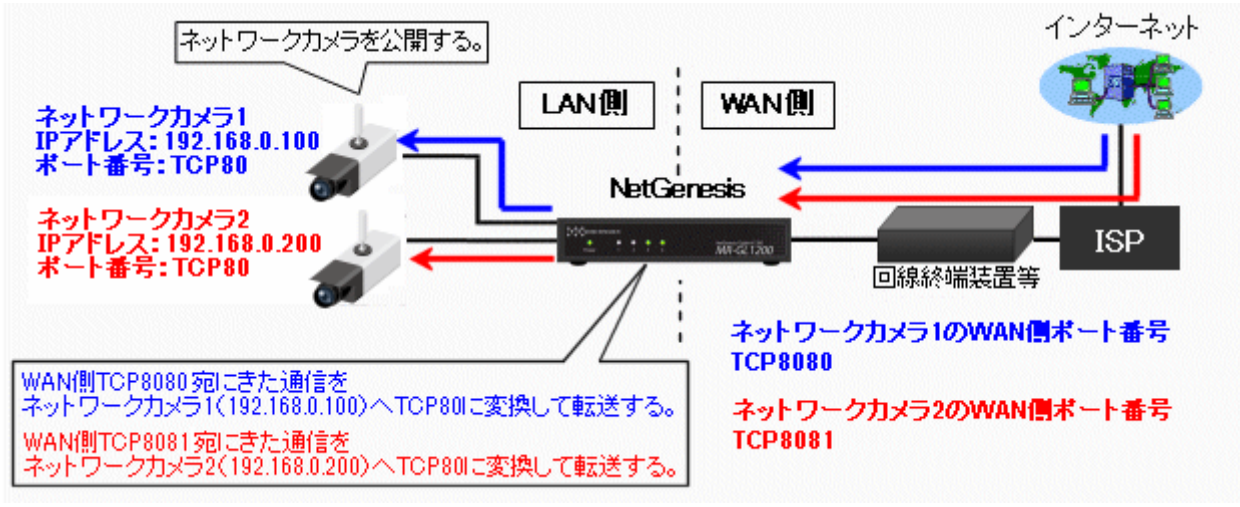 ネットワークカメラを公開する。
インターネット
LAN側
WAN側
ネットワークカメラ1
IPアドレス:192.168.0.100
ポート番号:TCP80
NetGenesis
ネットワークカメラ2
IPアドレス:192.168.0.200
ポート番号:TCP80
MR-GL1200
ISP
回線終端装置等
ネットワークカメラ1のWAN側ポート番号
TCP8080
ネットワークカメラ2のWAN側ポート番号
TCP8081
WAN側TCP8080宛にきた通信を
ネットワークカメラ1(192.168.0.100)へTCP80に変換して転送する。
WAN側TCP8081宛にきた通信を
ネットワークカメラ2(192.168.0.200)へTCP80に変換して転送する。